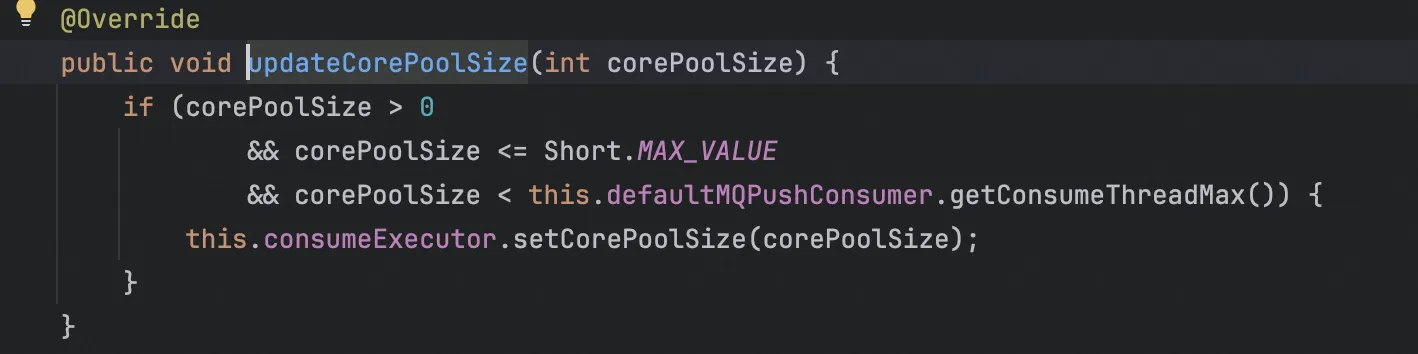 @Override
public void updateCorePoolSize(int corePoolSize) {
if (corePoolSize > 0
&& corePoolSize <= Short.MAX_VALUE
&& corePoolSize < this.defaultMQPushConsumer.getConsumeThreadMax()) {
this.consumeExecutor.setCorePoolSize(corePoolSize);
}
}